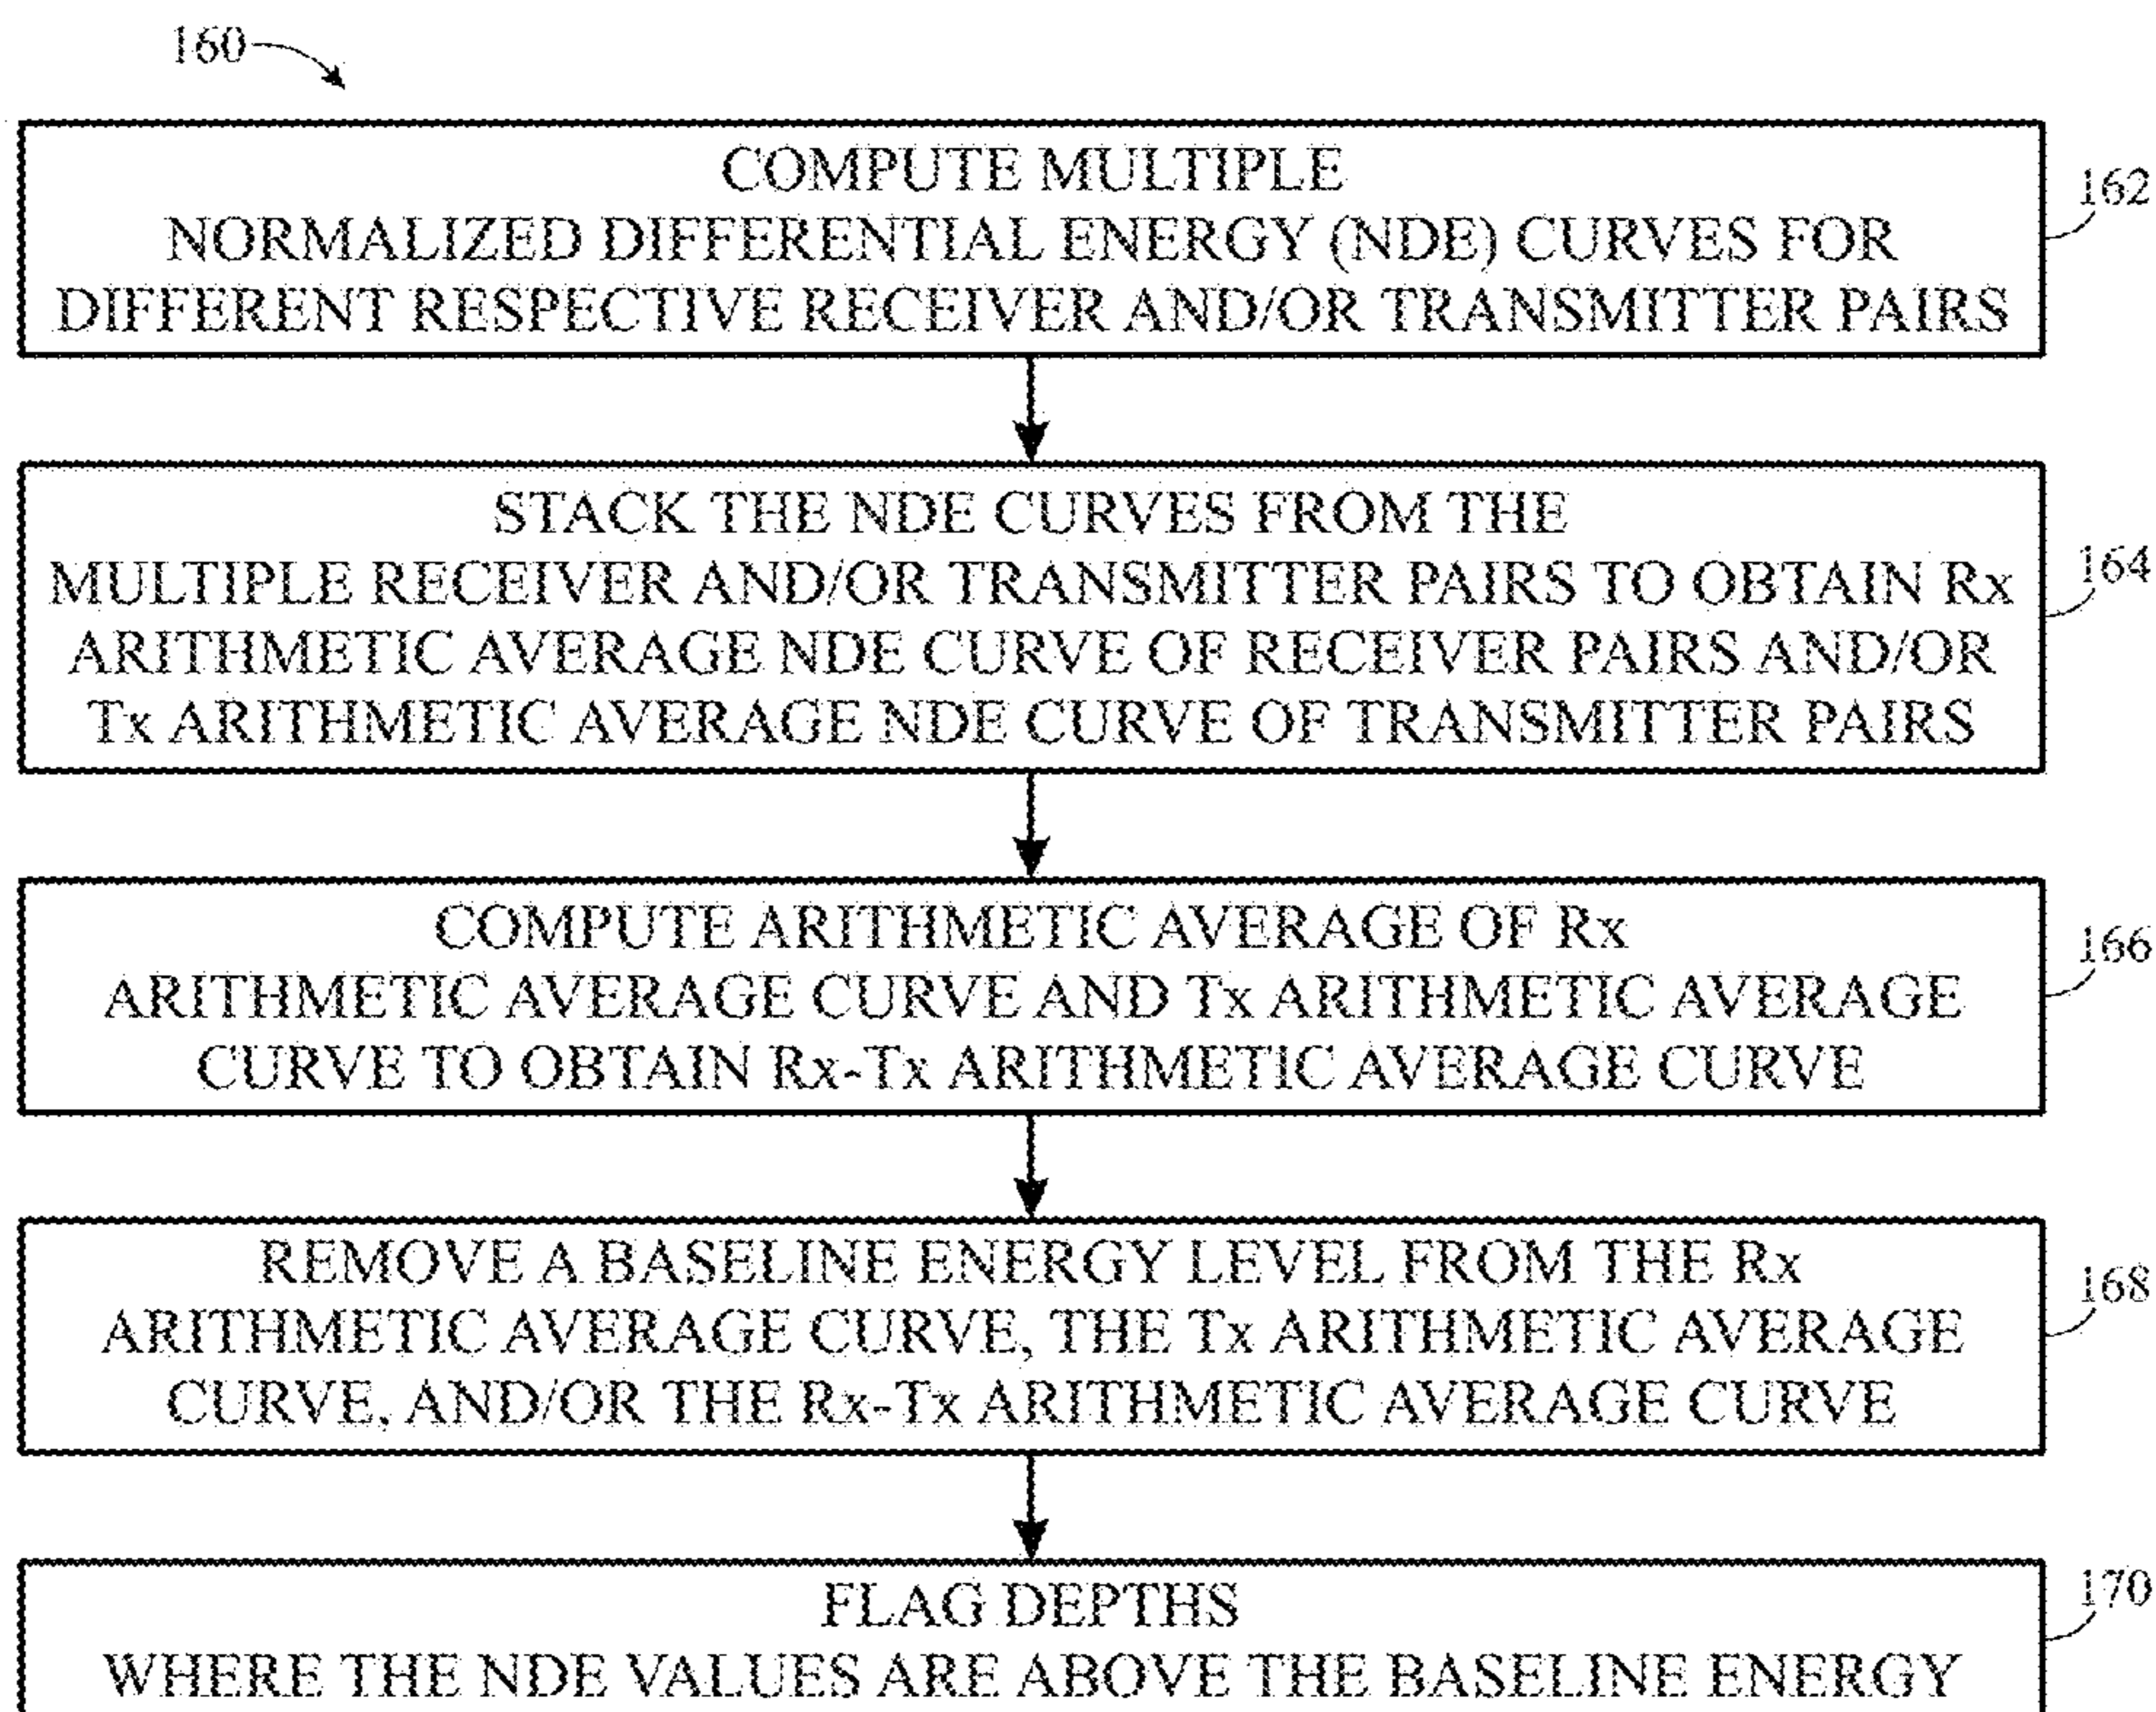 160
COMPUTE MULTIPLE
NORMALIZED DIFFERENTIAL ENERGY (NDE) CURVES FOR
DIFFERENT RESPECTIVE RECEIVER AND/OR TRANSMITTER PAIRS
162
STACK THE NDE CURVES FROM THE
MULTIPLE RECEIVER AND/OR TRANSMITTER PAIRS TO OBTAIN Rx
ARITHMETIC AVERAGE NDE CURVE OF RECEIVER PAIRS AND/OR
Tx ARITHMETIC AVERAGE NDE CURVE OF TRANSMITTER PAIRS
164
COMPUTE ARITHMETIC AVERAGE OF Rx
ARITHMETIC AVERAGE CURVE AND Tx ARITHMETIC AVERAGE
CURVE TO OBTAIN Rx-Tx ARITHMETIC AVERAGE CURVE
166
REMOVE A BASELINE ENERGY LEVEL FROM THE Rx
ARITHMETIC AVERAGE CURVE, THE Tx ARITHMETIC AVERAGE
CURVE, AND/OR THE Rx-Tx ARITHMETIC AVERAGE CURVE
168
FLAG DEPTHS
WHERE THE NDE VALUES ARE ABOVE THE BASELINE ENERGY
170